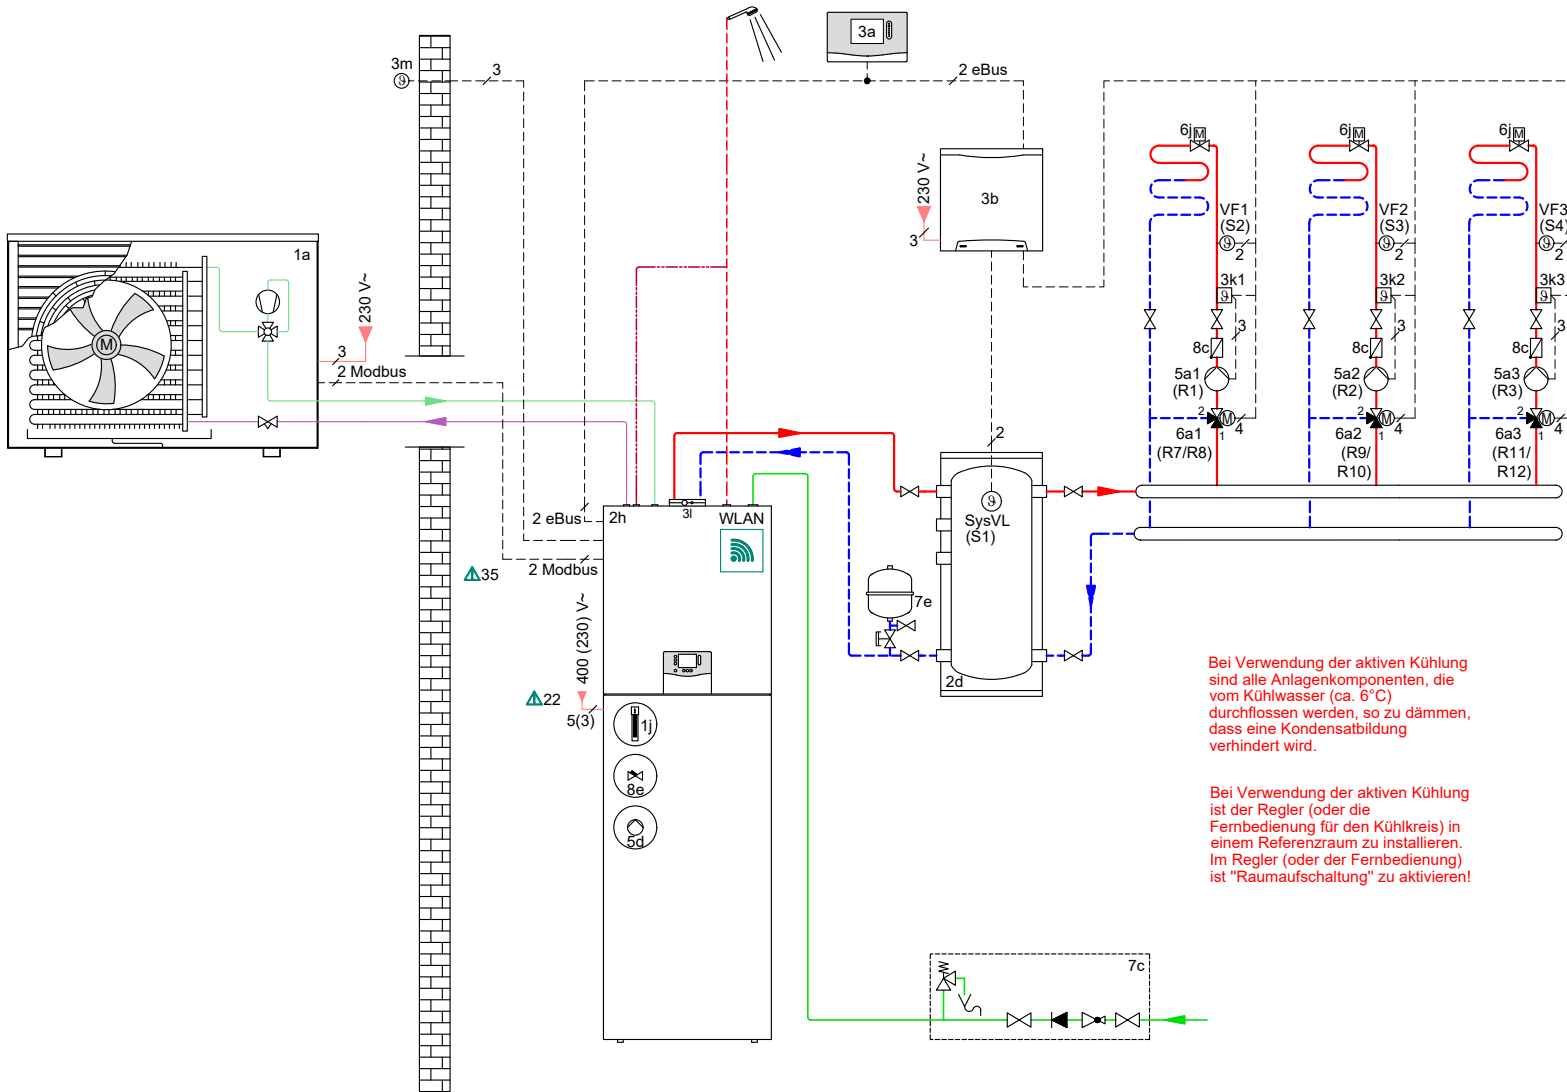 3a
3m
3
2 eBus
6j
M
6j
M
6j
M
230 V~
3
3b
VF1
(S2)
2
VF2
(S3)
2
VF3
(S4)
2
1a
M
230 V~
3
2 Modbus
3k1
3
3k2
3
3k3
3
8c
8c
8c
5a1
(R1)
5a2
(R2)
5a3
(R3)
2
M
4
1
2
M
4
1
2
M
4
1
6a1
(R7/R8)
6a2
(R9/
R10)
6a3
(R11/
R12)
2
SysVL
(S1)
2 eBus
2h
3l
WLAN
2 Modbus
35
7e
2d
400 (230) V~
22
5(3)
1j
8e
5d
Bei Verwendung der aktiven Kühlung
sind alle Anlagenkomponenten, die
vom Kühlwasser (ca. 6°C)
durchflossen werden, so zu dämmen,
dass eine Kondensatbildung
verhindert wird.
Bei Verwendung der aktiven Kühlung
ist der Regler (oder die
Fernbedienung für den Kühlkreis) in
einem Referenzraum zu installieren.
Im Regler (oder der Fernbedienung)
ist "Raumaufschaltung" zu aktivieren!
7c